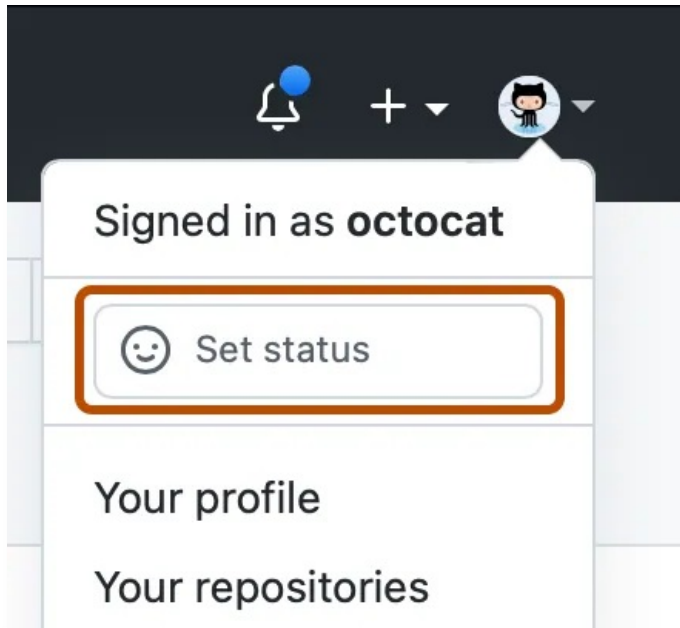 Signed in as octocat
Set status
Your profile
Your repositories